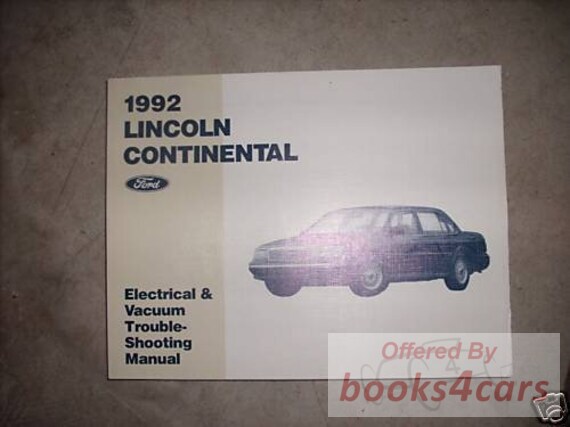 1992
LINCOLN
CONTINENTAL
Ford
Electrical &
Vacuum
Trouble-
Shooting
Manual
Offered By
books4cars